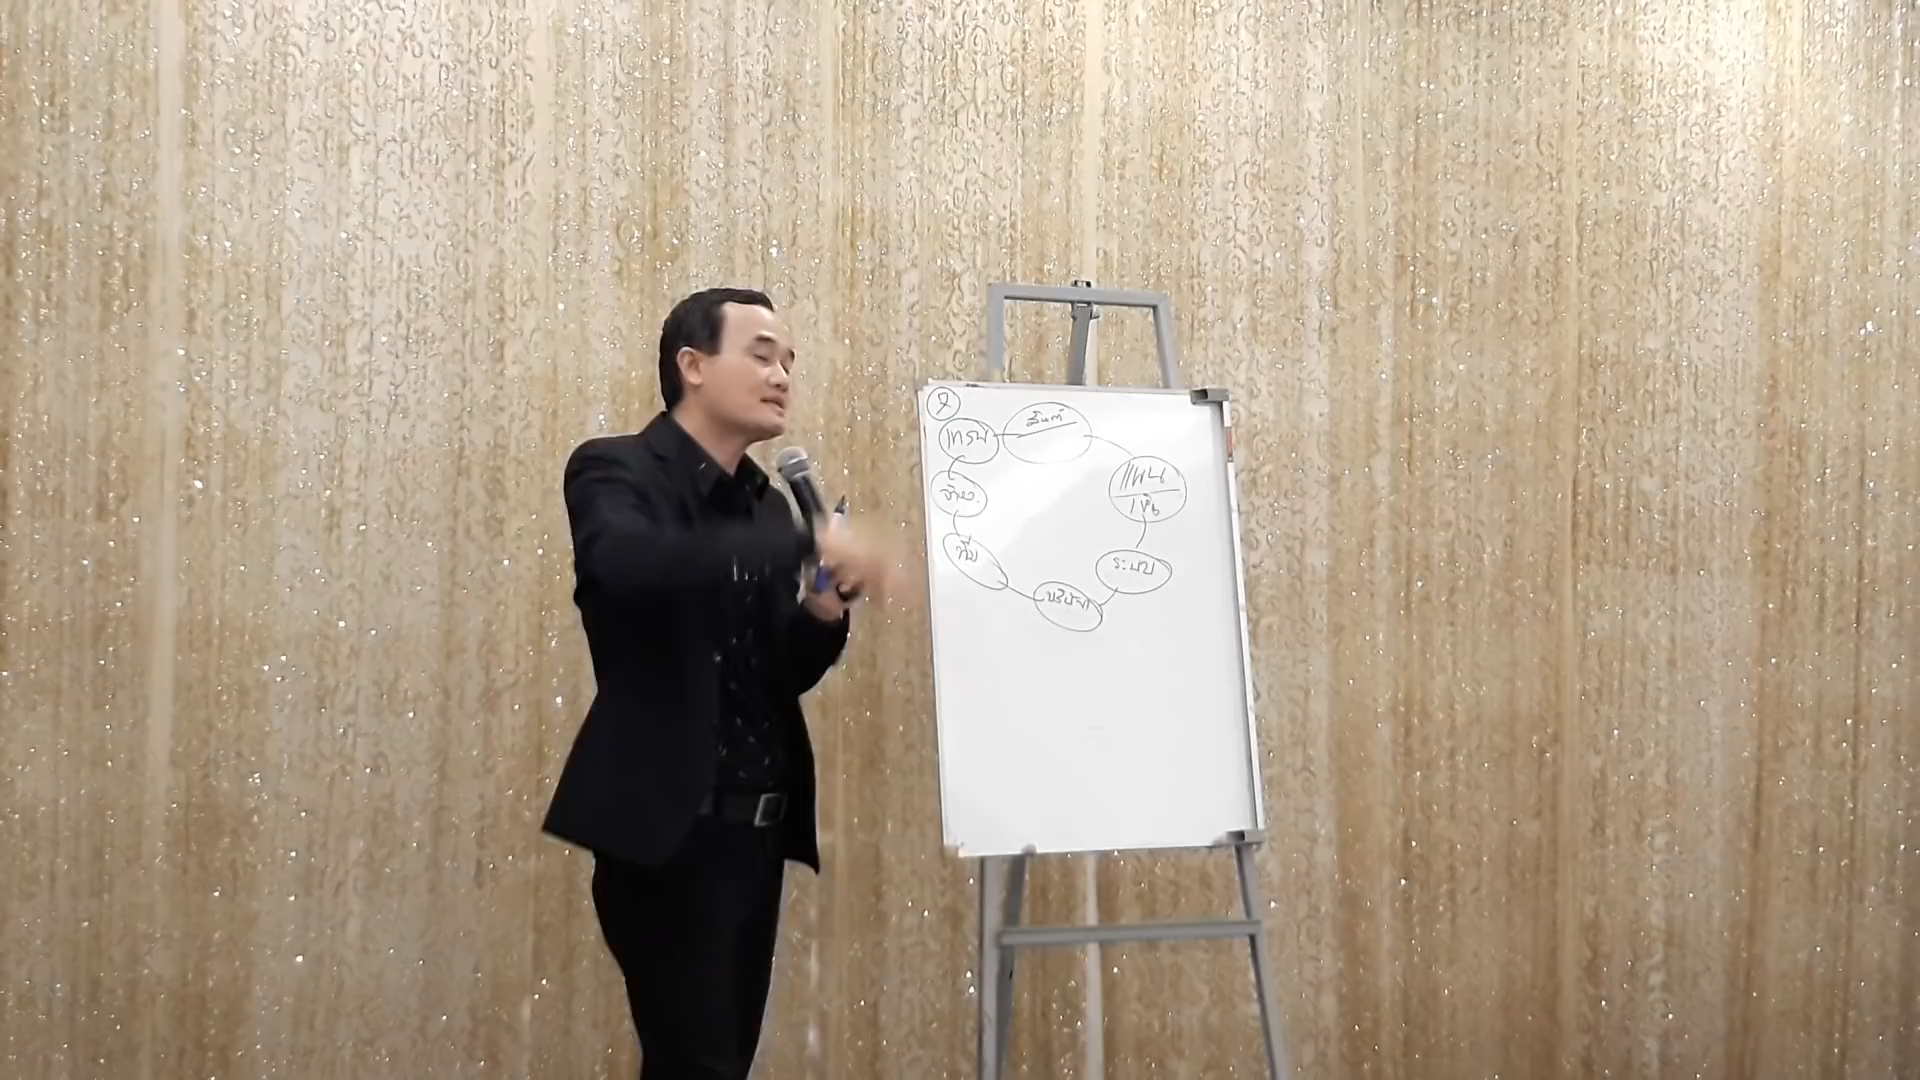 7
เทรน
สินค้า
แผน
เงิน
ระบบ
บริษัท
ทีม